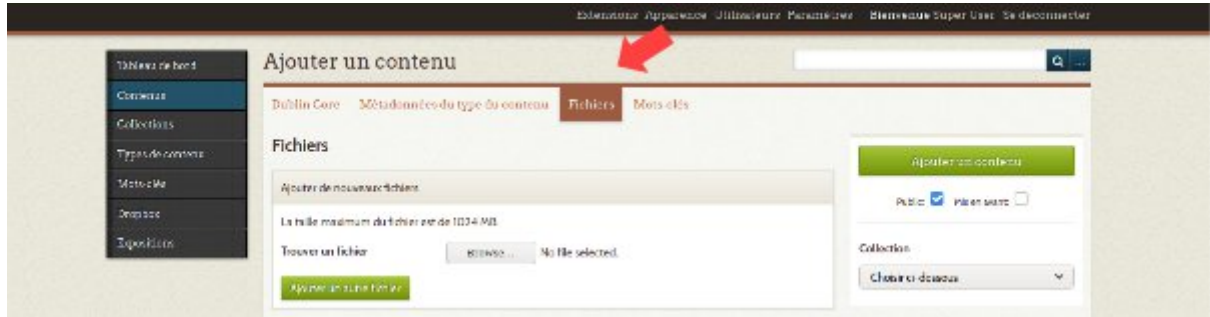 Extensions Apparence Utilisateurs Paramètres Bienvenue Super User Se déconnecter
Tableau de bord
Contenus
Collections
Types de contenu
Mots-clés
Dropbox
Expositions
Ajouter un contenu
...
Dublin Core Métadonnées du type du contenu Fichiers Mots-clés
Fichiers
Ajouter de nouveaux fichiers
La taille maximum du fichier est de 1024 MB.
Trouver un fichier Browse... No file selected.
Ajouter un autre fichier
Ajouter un contenu
Public Mis en avant
Collection
Choisir ci-dessous